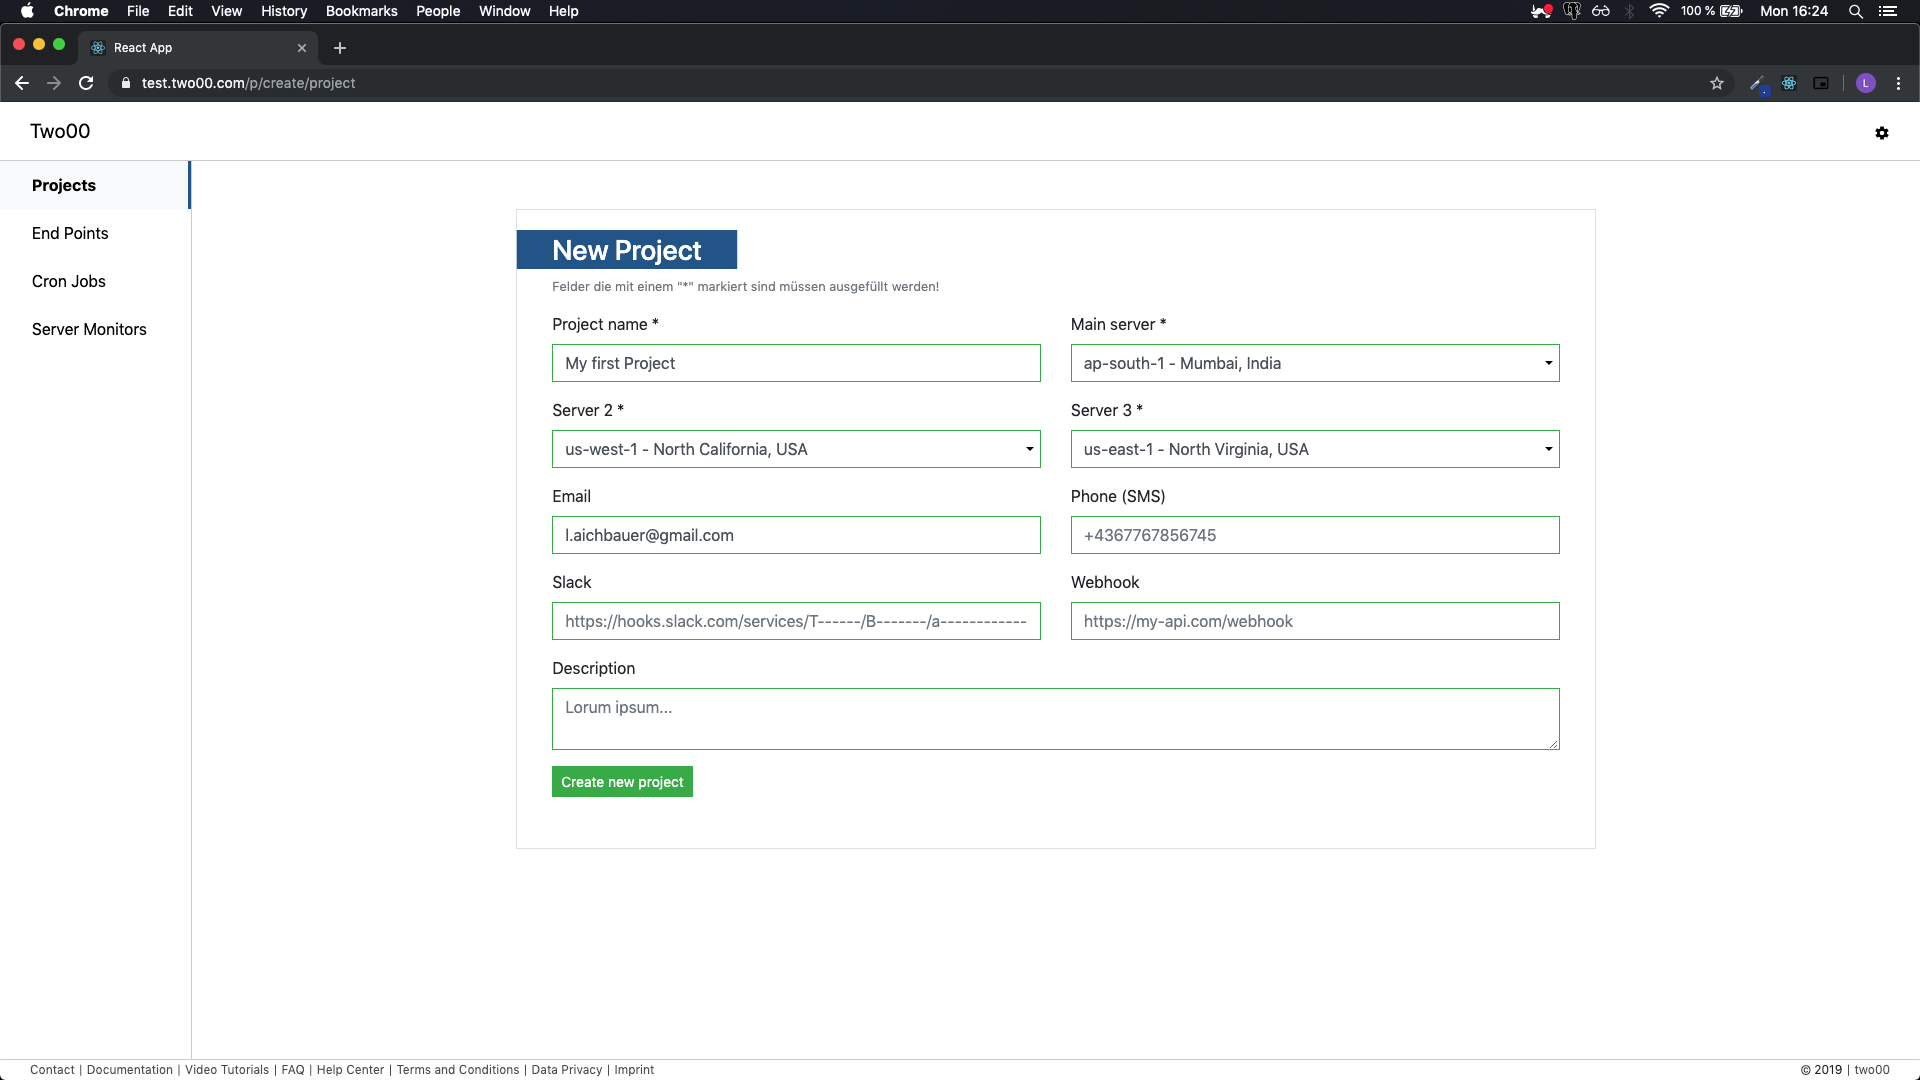 Chrome File Edit View History Bookmarks People Window Help 100 % Mon 16:24
React App
test.two00.com/p/create/project L
Two00
Projects
End Points
Cron Jobs
Server Monitors
New Project
Felder die mit einem "*" markiert sind müssen ausgefüllt werden!
Project name * Main server *
My first Project ap-south-1 - Mumbai, India
Server 2 * Server 3 *
us-west-1 - North California, USA us-east-1 - North Virginia, USA
Email Phone (SMS)
l.aichbauer@gmail.com +4367767856745
Slack Webhook
https://hooks.slack.com/services/T------/B-------/a------------ https://my-api.com/webhook
Description
Lorum ipsum...
Create new project
Contact | Documentation | Video Tutorials | FAQ | Help Center | Terms and Conditions | Data Privacy | Imprint © 2019 | two00